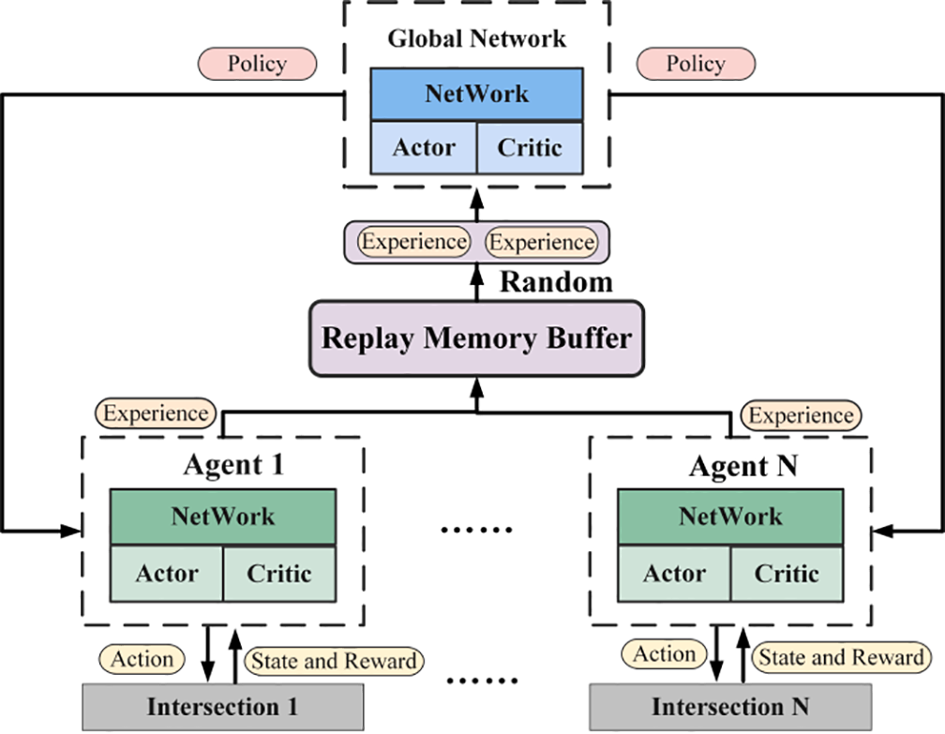 Global Network
Policy
Policy
NetWork
Actor
Critic
Experience
Experience
Random
Replay Memory Buffer
Experience
Experience
Agent 1
Agent N
NetWork
NetWork
Actor
Critic
......
Actor
Critic
Action
State and Reward
Action
State and Reward
......
Intersection 1
Intersection N